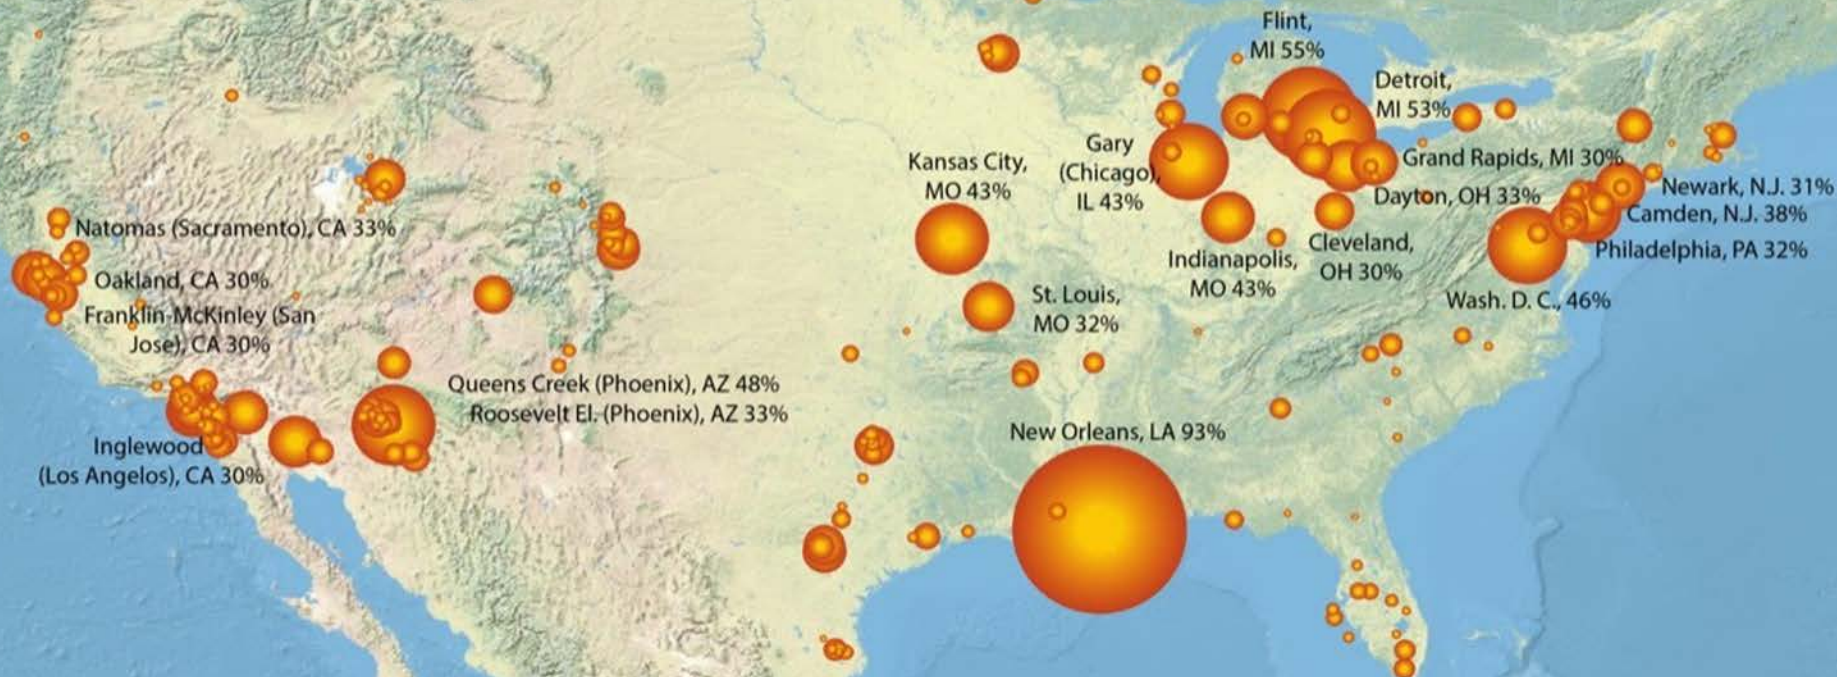 Flint,
MI 55%
Detroit,
MI 53%
Gary
(Chicago),
IL 43%
Kansas City,
MO 43%
Grand Rapids, MI 30%
Dayton, OH 33%
Newark, N.J. 31%
Camden, N.J. 38%
Philadelphia, PA 32%
Natomas (Sacramento), CA 33%
Cleveland,
OH 30%
Indianapolis,
MO 43%
Oakland, CA 30%
Wash. D. C., 46%
St. Louis,
MO 32%
Franklin-McKinley (San
Jose), CA 30%
Queens Creek (Phoenix), AZ 48%
Roosevelt El. (Phoenix), AZ 33%
New Orleans, LA 93%
Inglewood
(Los Angelos), CA 30%